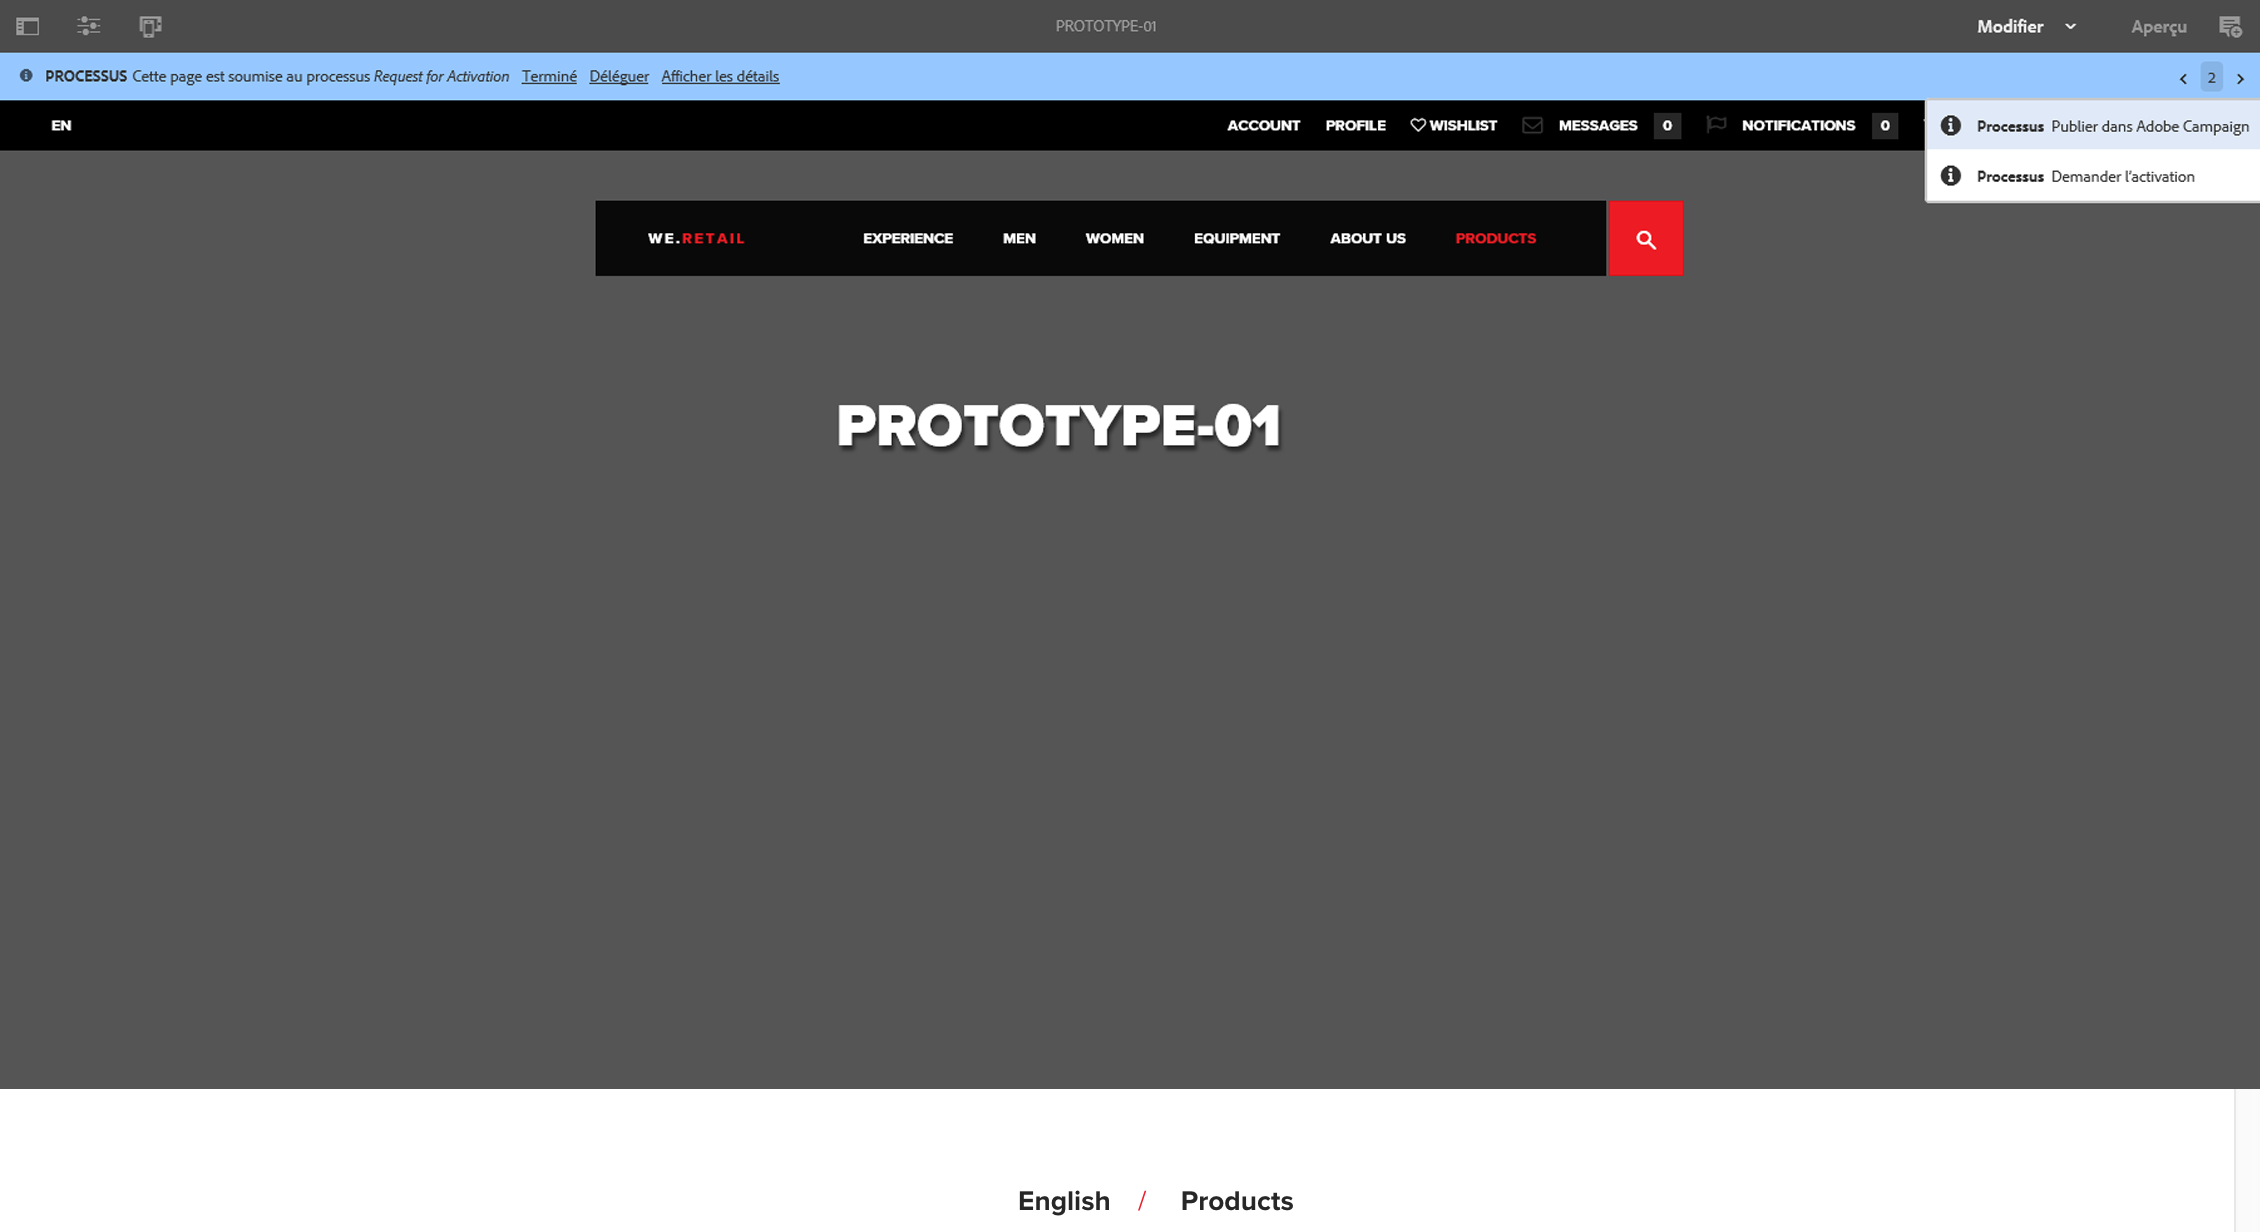 PROTOTYPE-01
Modifier
Aperçu
PROCESSUS Cette page est soumise au processus Request for Activation Terminé Déléguer Afficher les détails
2
EN
ACCOUNT PROFILE WISHLIST MESSAGES 0 NOTIFICATIONS 0
Processus Publier dans Adobe Campaign
Processus Demander l'activation
WE.RETAIL EXPERIENCE MEN WOMEN EQUIPMENT ABOUT US PRODUCTS
PROTOTYPE-01
English / Products